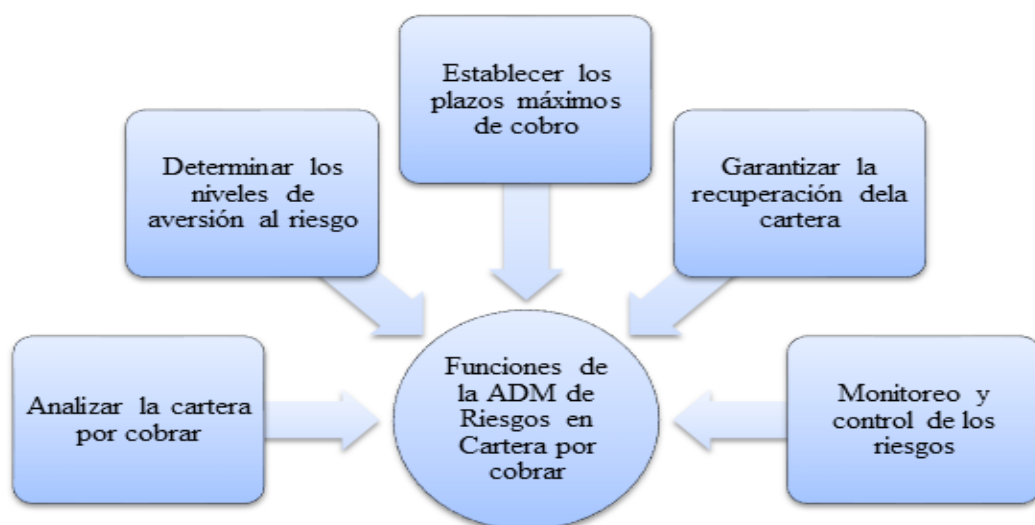 Establecer los
plazos máximos
de cobro
Determinar los
niveles de
aversión al riesgo
Garantizar la
recuperación dela
cartera
Analizar la cartera
por cobrar
Funciones de
la ADM de
Riesgos en
Cartera por
cobrar
Monitoreo y
control de los
riesgos